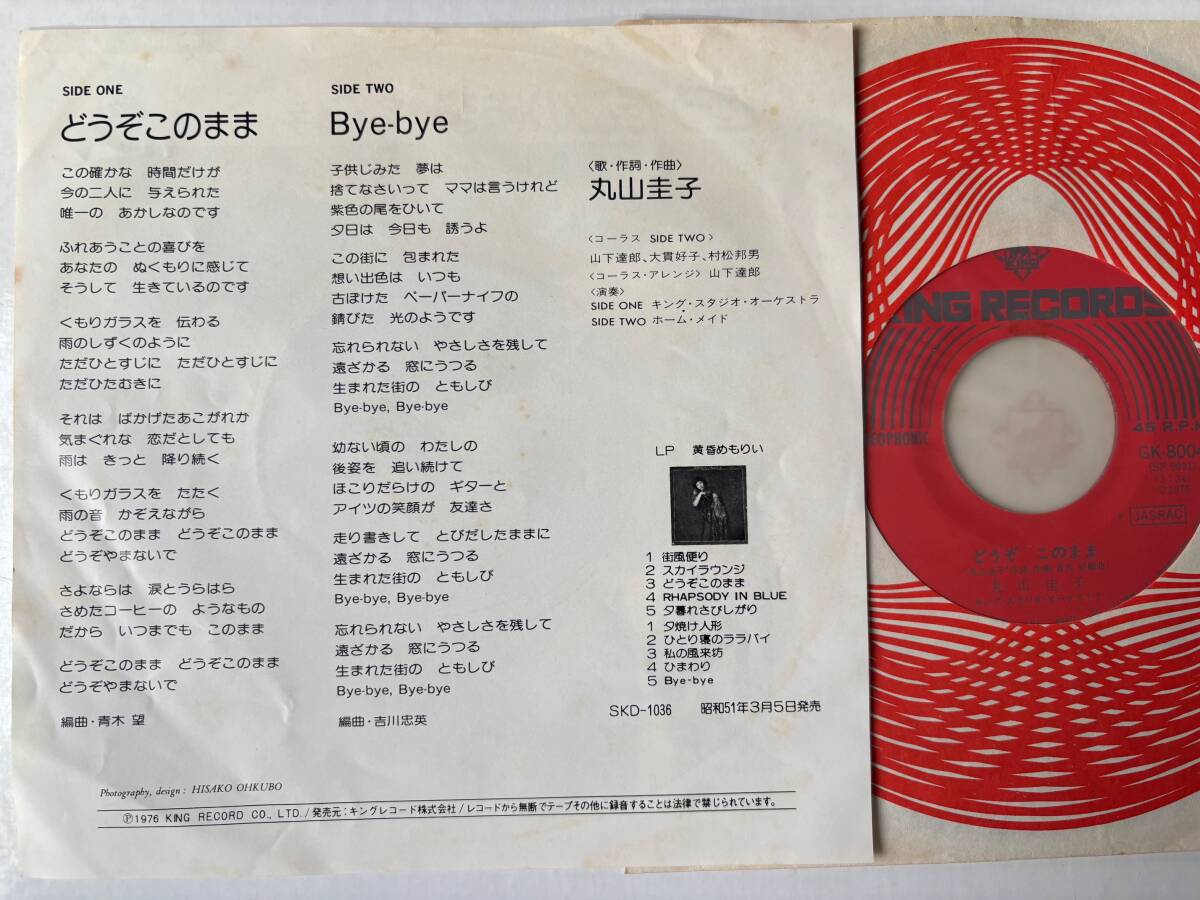 SIDE ONE
どうぞこのまま
この確かな 時間だけが
今の二人に 与えられた
唯一の あかしなのです
ふれあうことの喜びを
あなたの ぬくもりに感じて
そうして 生きているのです
くもりガラスを 伝わる
雨のしずくのように
ただひとすじに ただひとすじに
ただひたむきに
それは ばかげたあこがれか
気まぐれな 恋だとしても
雨は きっと 降り続く
くもりガラスを たたく
雨の音 かぞえながら
どうぞこのまま どうぞこのまま
どうぞやまないで
さよならは 涙とうらはら
さめたコーヒーの ようなもの
だから いつまでも このまま
どうぞこのまま どうぞこのまま
どうぞやまないで
編曲・青木 望
SIDE TWO
Bye-bye
子供じみた 夢は
捨てなさいって ママは言うけれど
紫色の尾をひいて
夕日は 今日も 誘うよ
この街に 包まれた
想い出色は いつも
古ぼけた ペーパーナイフの
錆びた 光のようです
忘れられない やさしさを残して
遠ざかる 窓にうつる
生まれた街の ともしび
Bye-bye, Bye-bye
幼ない頃の わたしの
後姿を 追い続けて
ほこりだらけの ギターと
アイツの笑顔が 友達さ
走り書きして とびだしたままに
遠ざかる 窓にうつる
生まれた街の ともしび
Bye-bye, Bye-bye
忘れられない やさしさを残して
遠ざかる 窓にうつる
生まれた街の ともしび
Bye-bye, Bye-bye
編曲・吉川忠英
〈歌・作詞・作曲〉
丸山圭子
〈コーラス SIDE TWO〉
山下達郎、大貫好子、村松邦男
〈コーラス・アレンジ〉山下達郎
〈演奏〉
SIDE ONE キング・スタジオ・オーケストラ
SIDE TWO ホーム・メイド
LP 黄昏めもりい
1 街風便り
2 スカイラウンジ
3 どうぞこのまま
4 RHAPSODY IN BLUE
5 夕暮れさびしがり
1 夕焼け人形
2 ひとり寝のララバイ
3 私の風来坊
4 ひまわり
5 Bye-bye
SKD-1036 昭和51年3月5日発売
Photography, design : HISAKO OHKUBO
Ⓟ1976 KING RECORD CO., LTD./発売元:キングレコード株式会社/レコードから無断でテープその他に録音することは法律で禁じられています。
KING RECORDS
45 R.P.M
GK-8004
JASRAC
どうぞ このまま
丸山圭子